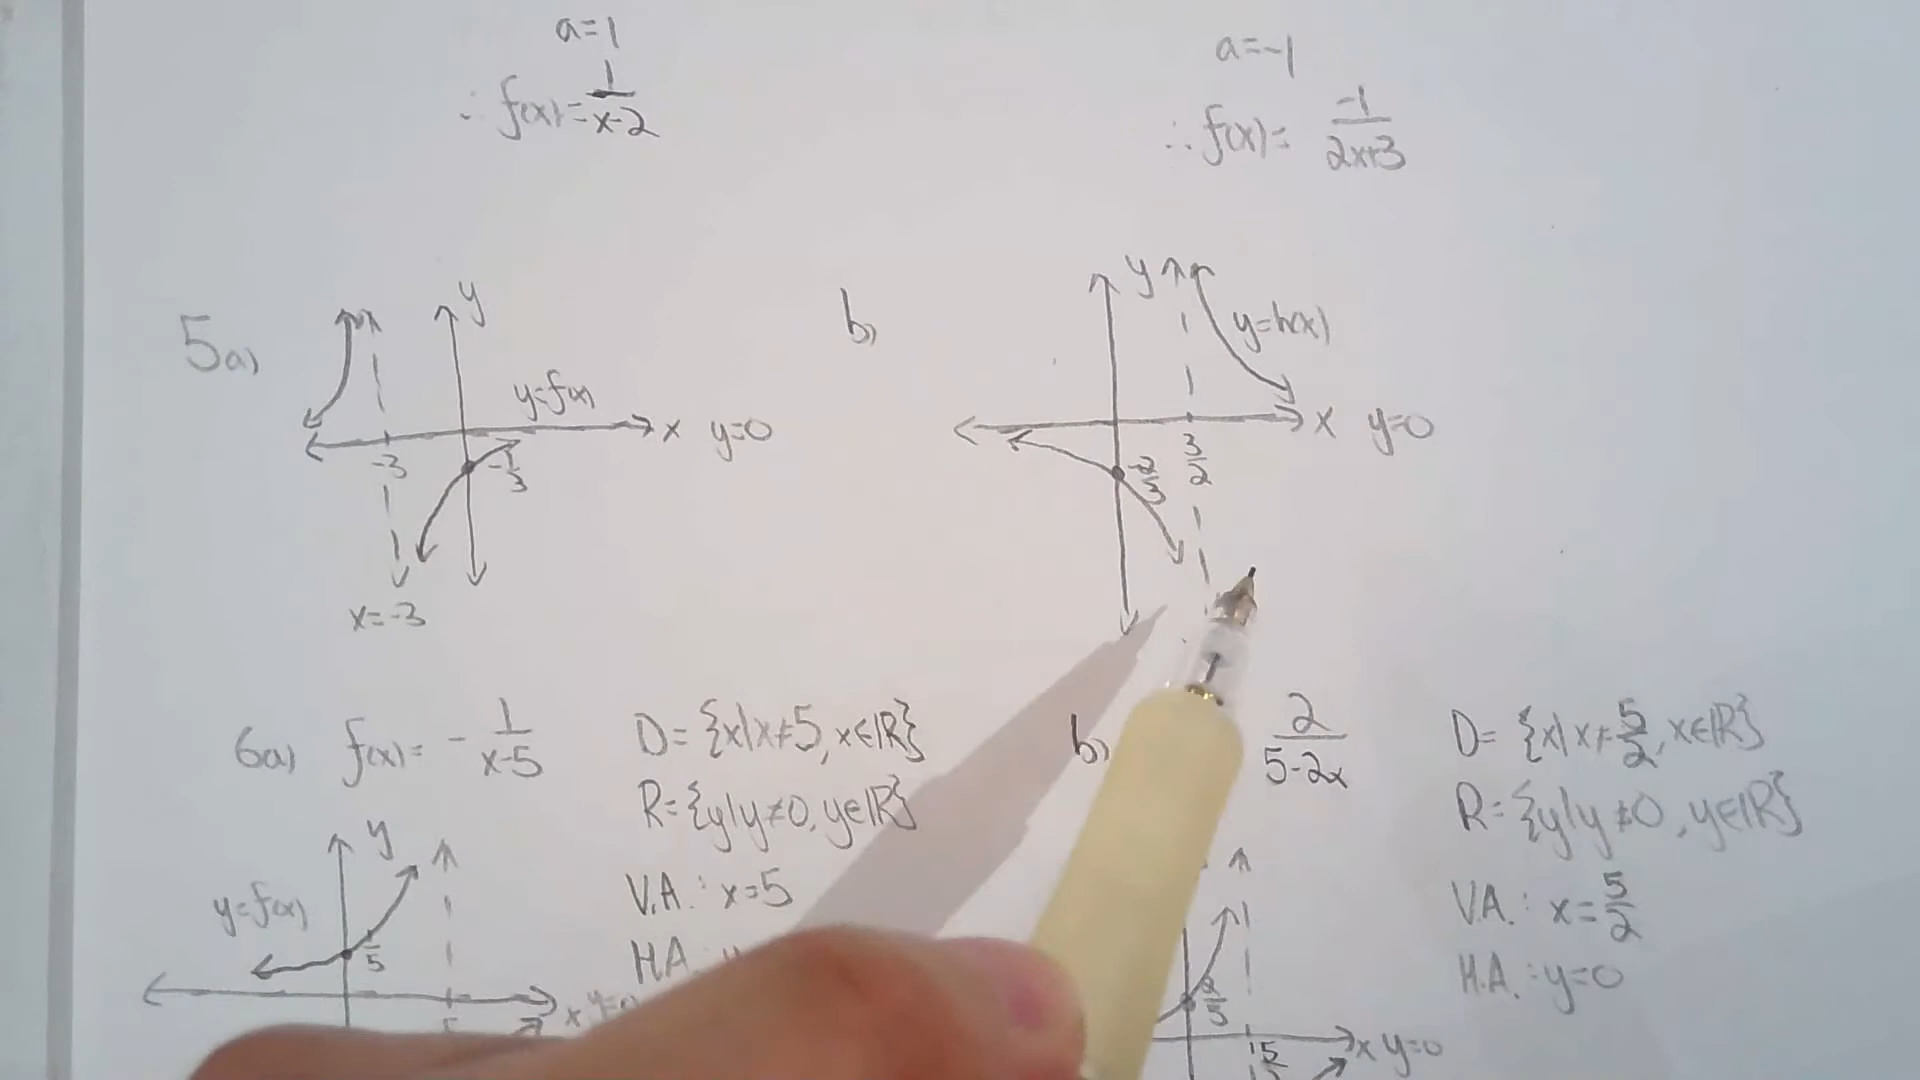 a=1
∴ f(x)=1/(x-2)
a=-1
∴ f(x)= -1/(2x+3)
5a)
y
y=f(x)
x y=0
-3
-1/3
x=-3
b)
y
y=h(x)
x y=0
3/2
-2/3
6a) f(x)= -1/(x-5)
D= {x|x≠5, x∈ℝ}
R={y|y≠0, y∈ℝ}
V.A.: x=5
H.A.
y
y=f(x)
1/5
x
b)
2/(5-2x)
D= {x|x≠5/2, x∈ℝ}
R= {y|y≠0, y∈ℝ}
V.A.: x=5/2
H.A.: y=0
2/5
x y=0